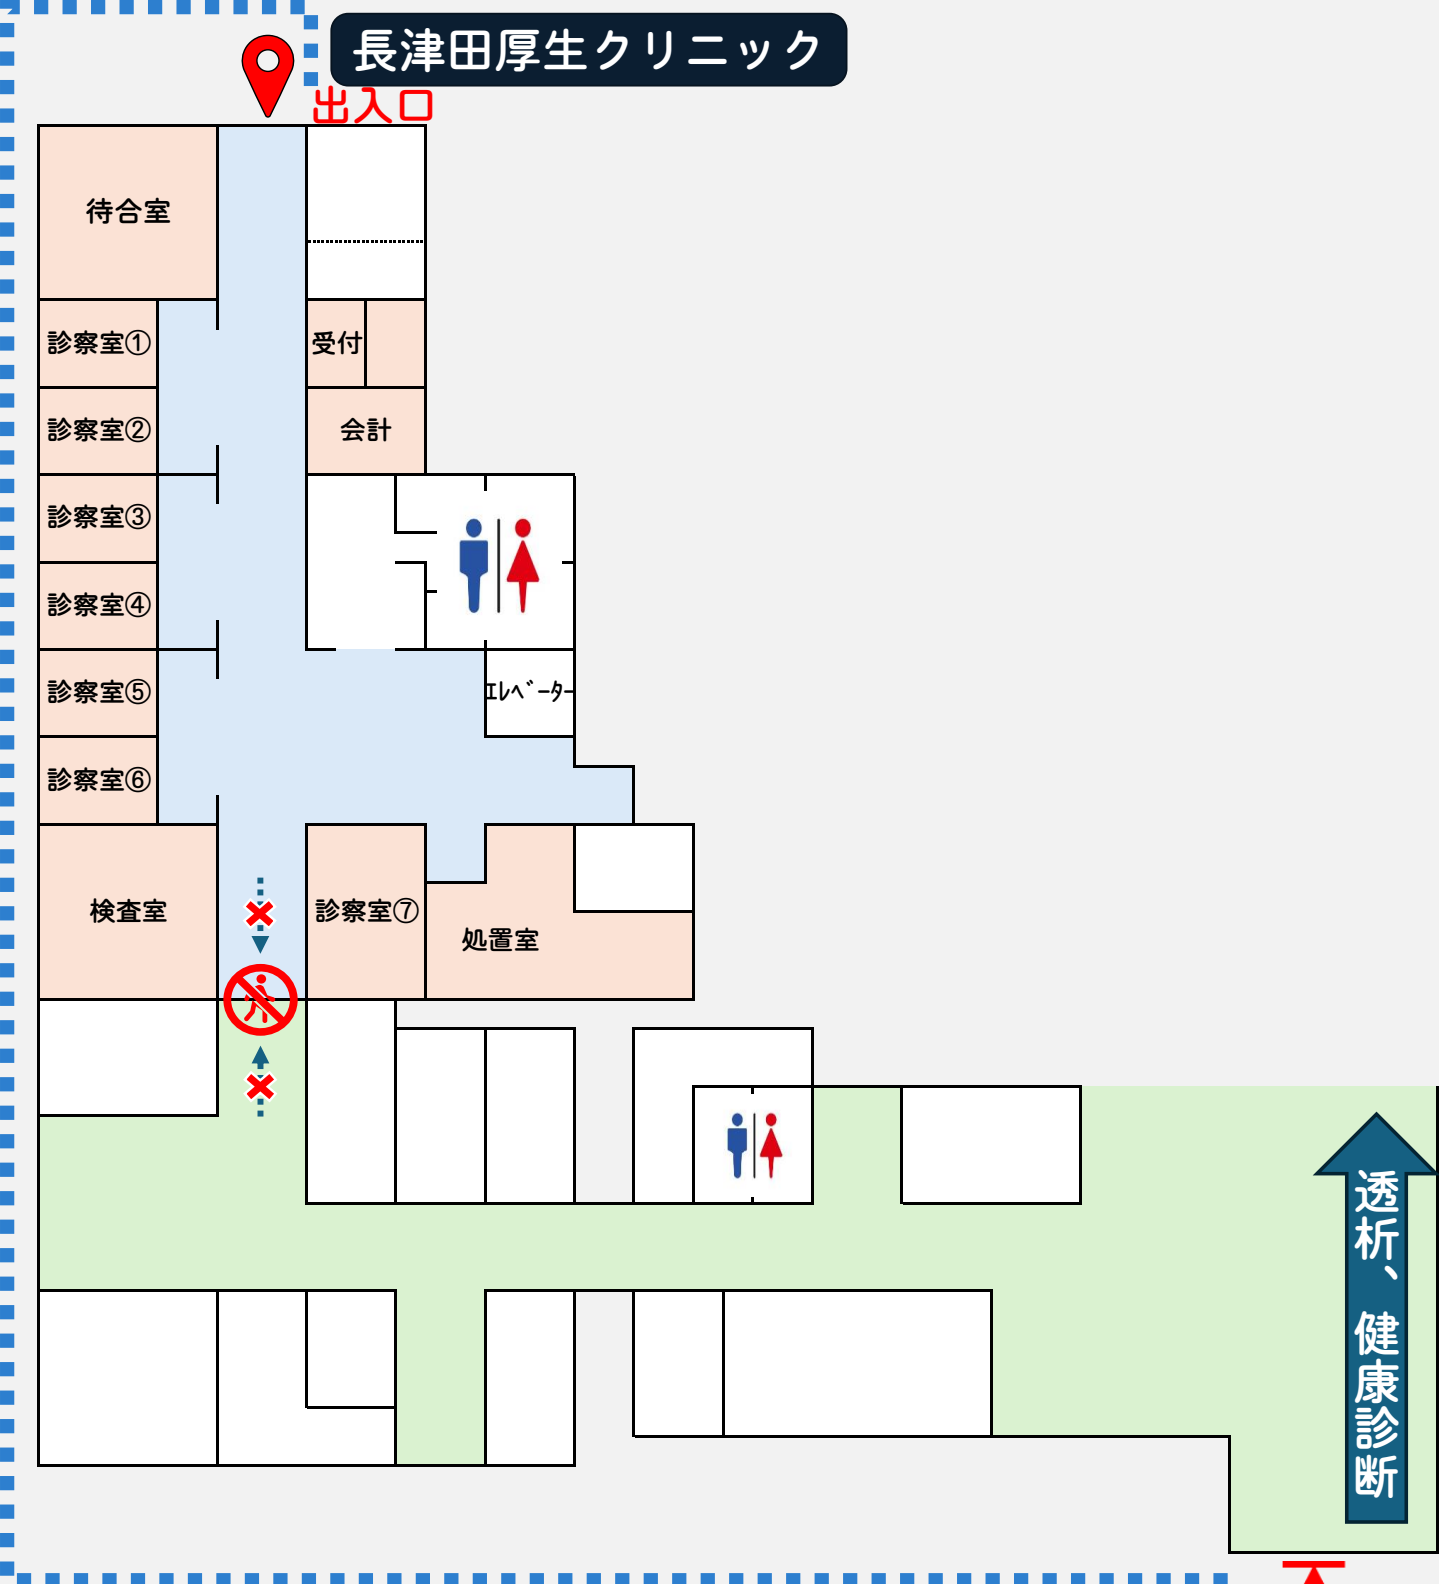 長津田厚生クリニック
出入口
待合室
診察室①
受付
診察室②
会計
診察室③
診察室④
診察室⑤
ｴﾚﾍﾞｰﾀｰ
診察室⑥
検査室
診察室⑦
処置室
透析、健康診断